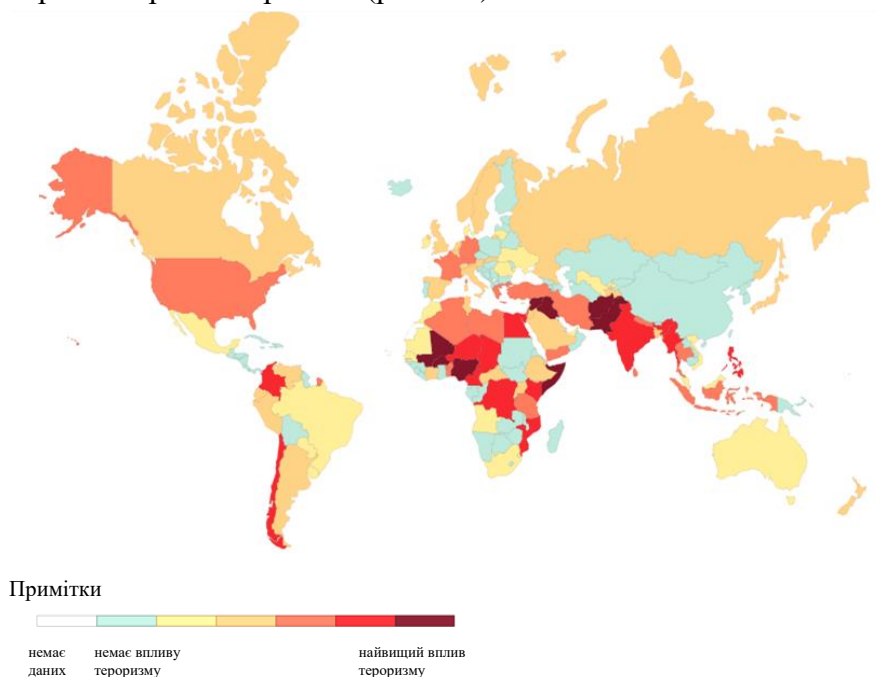 Примітки
немає немає впливу найвищий вплив
даних тероризму тероризму